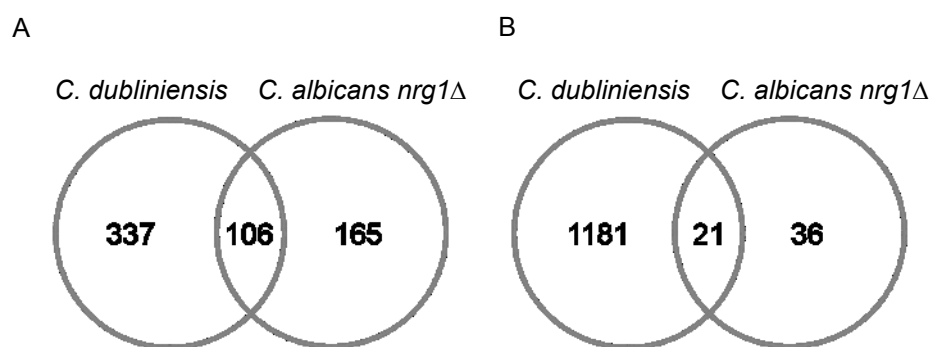 A B
C. dubliniensis C. albicans nrg1Δ C. dubliniensis C. albicans nrg1Δ
337 106 165 1181 21 36